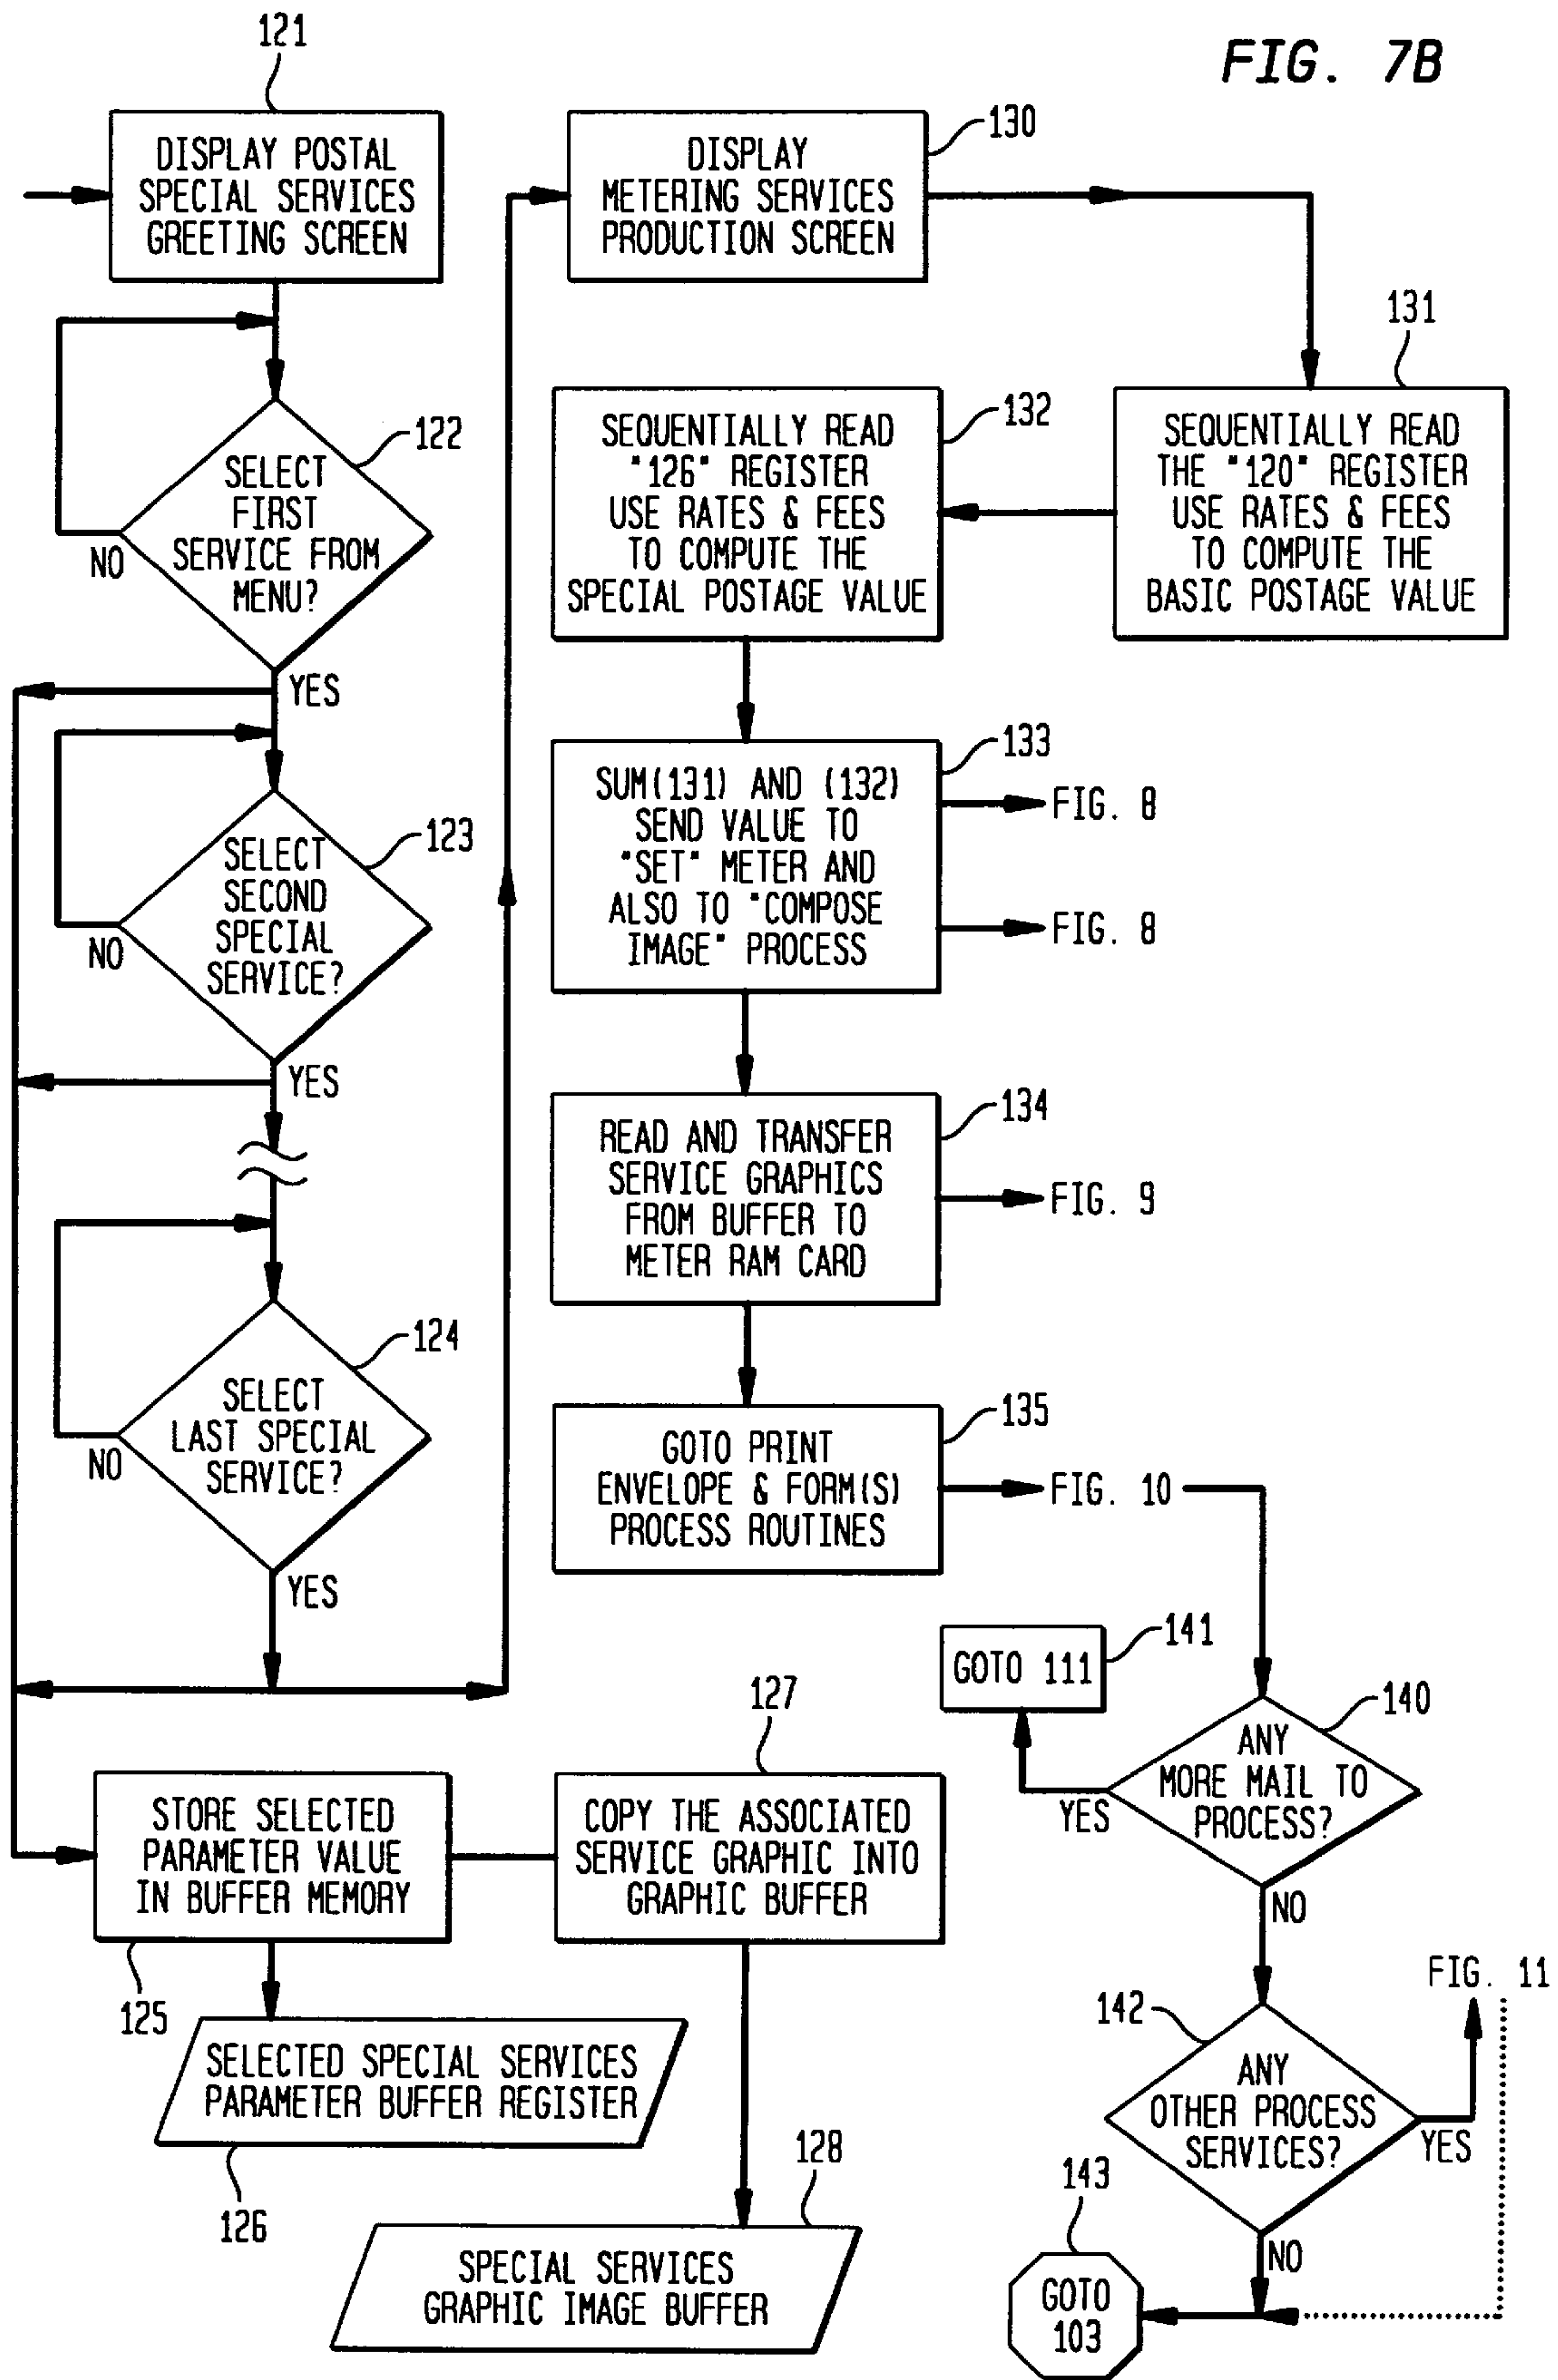 FIG. 7B
121
DISPLAY POSTAL
SPECIAL SERVICES
GREETING SCREEN
122
SELECT
FIRST
SERVICE FROM
MENU?
NO
YES
123
SELECT
SECOND
SPECIAL
SERVICE?
NO
YES
124
SELECT
LAST SPECIAL
SERVICE?
NO
YES
STORE SELECTED
PARAMETER VALUE
IN BUFFER MEMORY
125
SELECTED SPECIAL SERVICES
PARAMETER BUFFER REGISTER
126
127
COPY THE ASSOCIATED
SERVICE GRAPHIC INTO
GRAPHIC BUFFER
128
SPECIAL SERVICES
GRAPHIC IMAGE BUFFER
130
DISPLAY
METERING SERVICES
PRODUCTION SCREEN
131
SEQUENTIALLY READ
THE "120" REGISTER
USE RATES & FEES
TO COMPUTE THE
BASIC POSTAGE VALUE
132
SEQUENTIALLY READ
"126" REGISTER
USE RATES & FEES
TO COMPUTE THE
SPECIAL POSTAGE VALUE
133
SUM(131) AND (132)
SEND VALUE TO
"SET" METER AND
ALSO TO "COMPOSE
IMAGE" PROCESS
FIG. 8
FIG. 8
134
READ AND TRANSFER
SERVICE GRAPHICS
FROM BUFFER TO
METER RAM CARD
FIG. 9
135
GOTO PRINT
ENVELOPE & FORM(S)
PROCESS ROUTINES
FIG. 10
141
GOTO 111
140
ANY
MORE MAIL TO
PROCESS?
YES
NO
FIG. 11
142
ANY
OTHER PROCESS
SERVICES?
YES
NO
143
GOTO
103